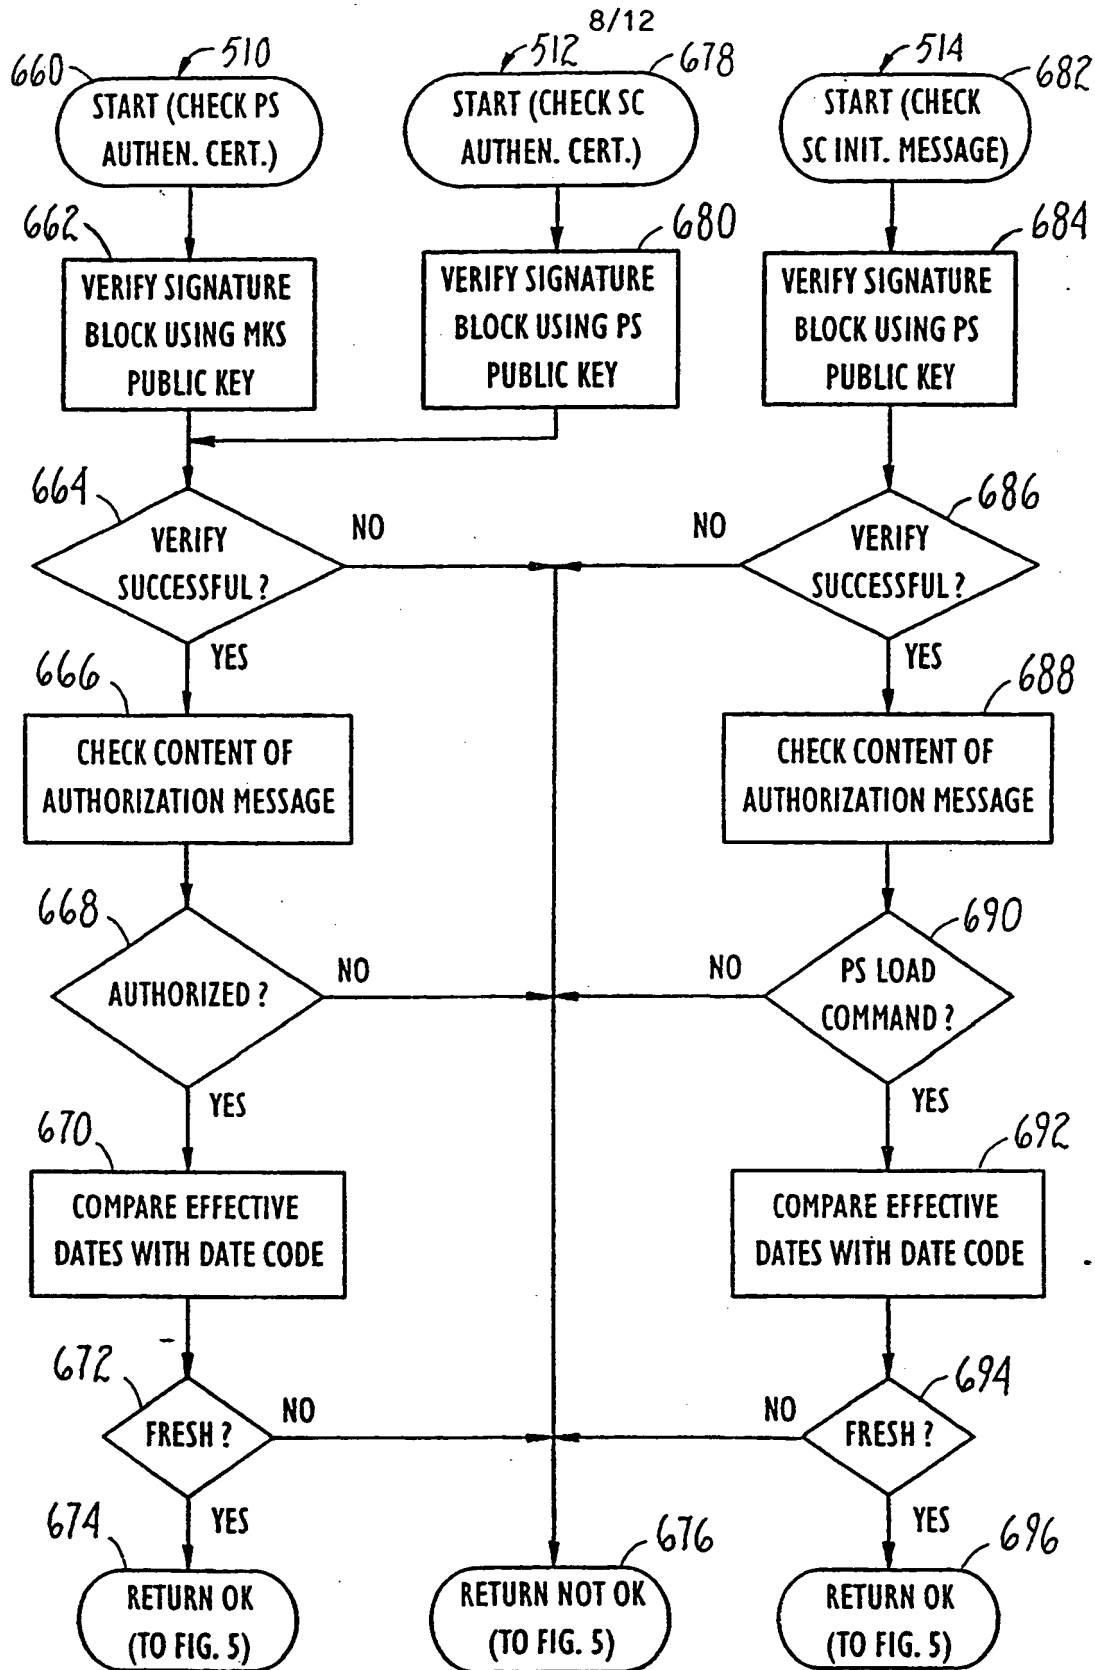 8/12
660
510
START (CHECK PS
AUTHEN. CERT.)
512
678
START (CHECK SC
AUTHEN. CERT.)
514
682
START (CHECK
SC INIT. MESSAGE)
662
VERIFY SIGNATURE
BLOCK USING MKS
PUBLIC KEY
680
VERIFY SIGNATURE
BLOCK USING PS
PUBLIC KEY
684
VERIFY SIGNATURE
BLOCK USING PS
PUBLIC KEY
664
VERIFY
SUCCESSFUL ?
NO
YES
686
VERIFY
SUCCESSFUL ?
NO
YES
666
CHECK CONTENT OF
AUTHORIZATION MESSAGE
688
CHECK CONTENT OF
AUTHORIZATION MESSAGE
668
AUTHORIZED ?
NO
YES
690
PS LOAD
COMMAND ?
NO
YES
670
COMPARE EFFECTIVE
DATES WITH DATE CODE
692
COMPARE EFFECTIVE
DATES WITH DATE CODE
672
FRESH ?
NO
YES
694
FRESH ?
NO
YES
674
RETURN OK
(TO FIG. 5)
676
RETURN NOT OK
(TO FIG. 5)
696
RETURN OK
(TO FIG. 5)